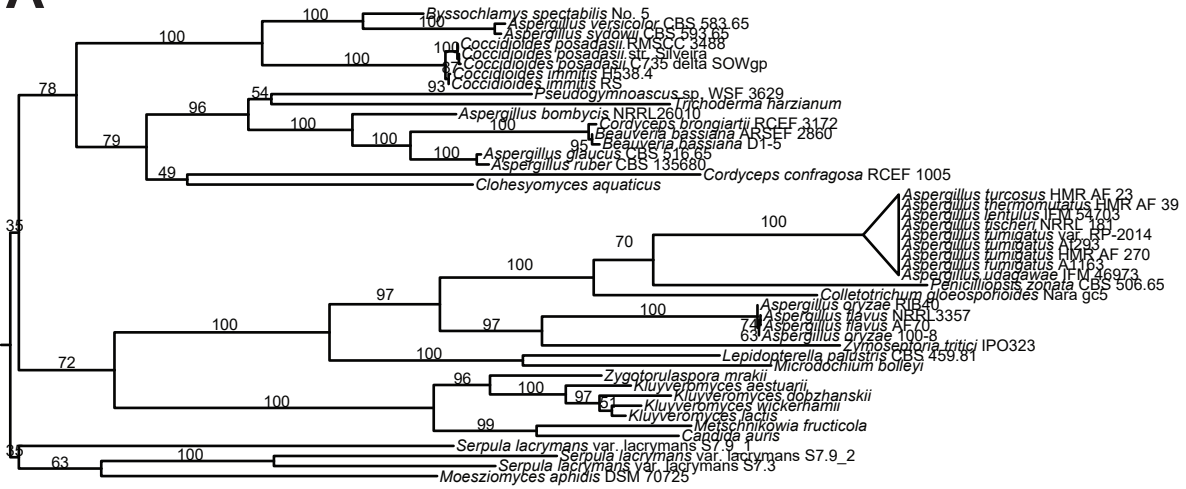 A
100
Byssochlamys spectabilis No. 5
100
Aspergillus versicolor CBS 583.65
Aspergillus sydowii CBS 593.65
100
100
Coccidioides posadasii RMSCC 3488
100
Coccidioides posadasii str. Silveira
Coccidioides posadasii C735 delta SOWgp
87
Coccidioides immitis H538.4
Coccidioides immitis RS
93
78
54
Pseudogymnoascus sp. WSF 3629
Trichoderma harzianum
96
Aspergillus bombycis NRRL26010
100
100
Cordyceps brongiartii RCEF 3172
Beauveria bassiana ARSEF 2860
95
Beauveria bassiana D1-5
100
79
100
Aspergillus glaucus CBS 516.65
Aspergillus ruber CBS 135680
49
Cordyceps confragosa RCEF 1005
Clohesyomyces aquaticus
35
Aspergillus turcosus HMR AF 23
Aspergillus thermomutatus HMR AF 39
Aspergillus lentulus IFM 54703
Aspergillus fischeri NRRL 181
100
Aspergillus fumigatus var. RP-2014
Aspergillus fumigatus Af293
Aspergillus fumigatus HMR AF 270
Aspergillus fumigatus A1163
Aspergillus udagawae IFM 46973
70
Penicilliopsis zonata CBS 506.65
100
Colletotrichum gloeosporioides Nara gc5
97
Aspergillus oryzae RIB40
100
Aspergillus flavus NRRL3357
74
Aspergillus flavus AF70
63
Aspergillus oryzae 100-8
97
Zymoseptoria tritici IPO323
100
100
Lepidopterella palustris CBS 459.81
Microdochium bolleyi
72
96
Zygotorulaspora mrakii
100
Kluyveromyces aestuarii
97
Kluyveromyces dobzhanskii
51
Kluyveromyces wickerhamii
Kluyveromyces lactis
100
99
Metschnikowia fructicola
Candida auris
35
Serpula lacrymans var. lacrymans S7.9_1
100
Serpula lacrymans var. lacrymans S7.9_2
63
Serpula lacrymans var. lacrymans S7.3
Moesziomyces aphidis DSM 70725